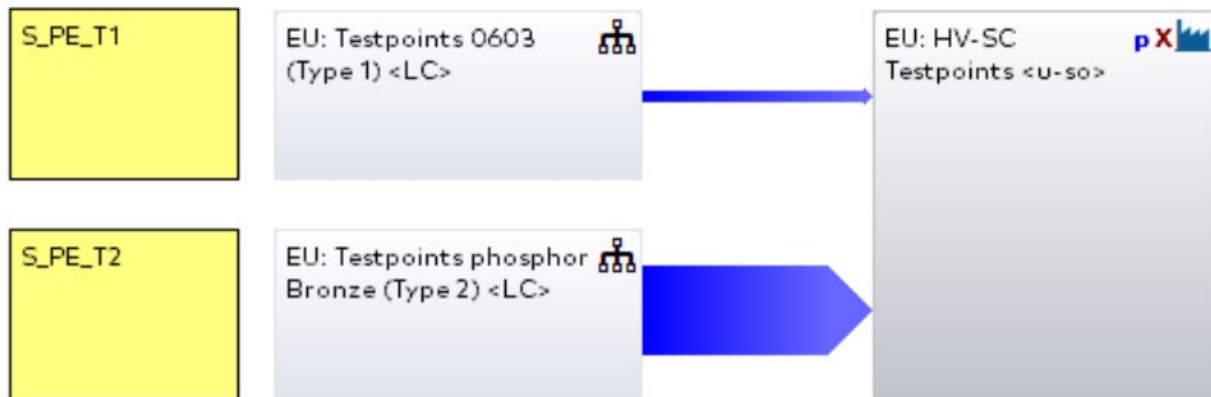 S_PE_T1
EU: Testpoints 0603
(Type 1) <LC>
EU: HV-SC
Testpoints <u-so>
p X
S_PE_T2
EU: Testpoints phosphor
Bronze (Type 2) <LC>